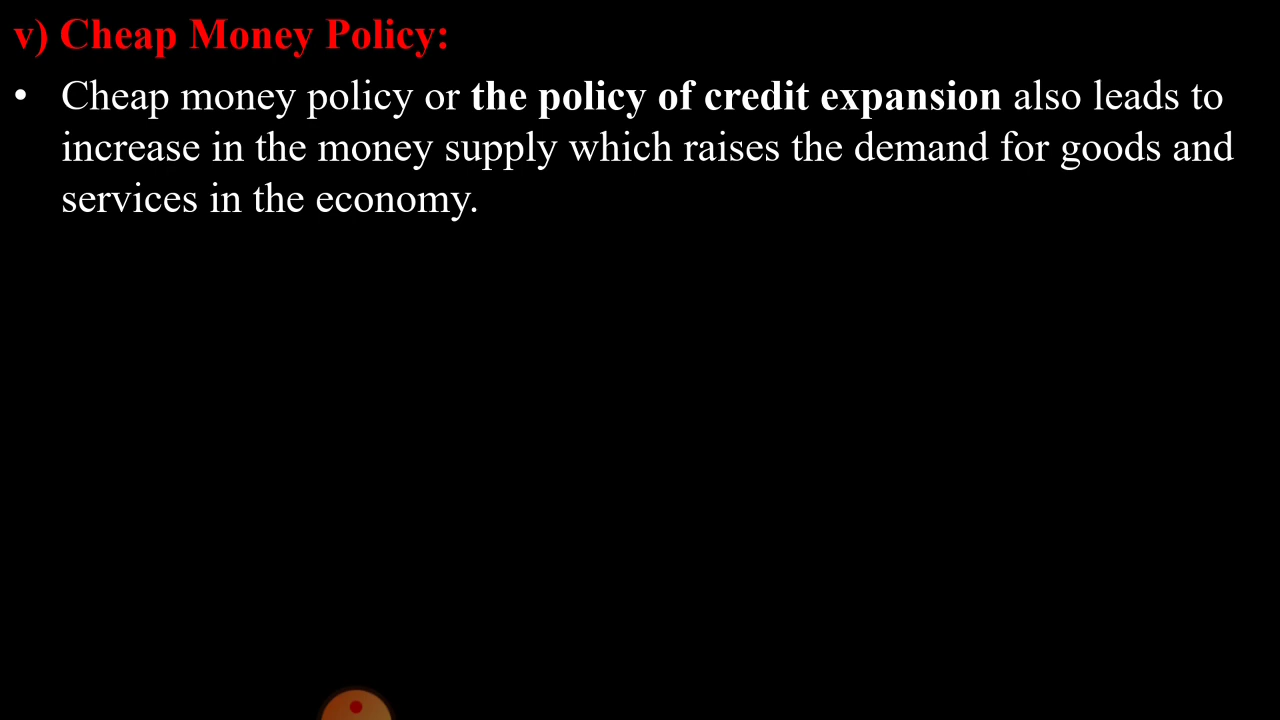 v) Cheap Money Policy:
• Cheap money policy or the policy of credit expansion also leads to
increase in the money supply which raises the demand for goods and
services in the economy.